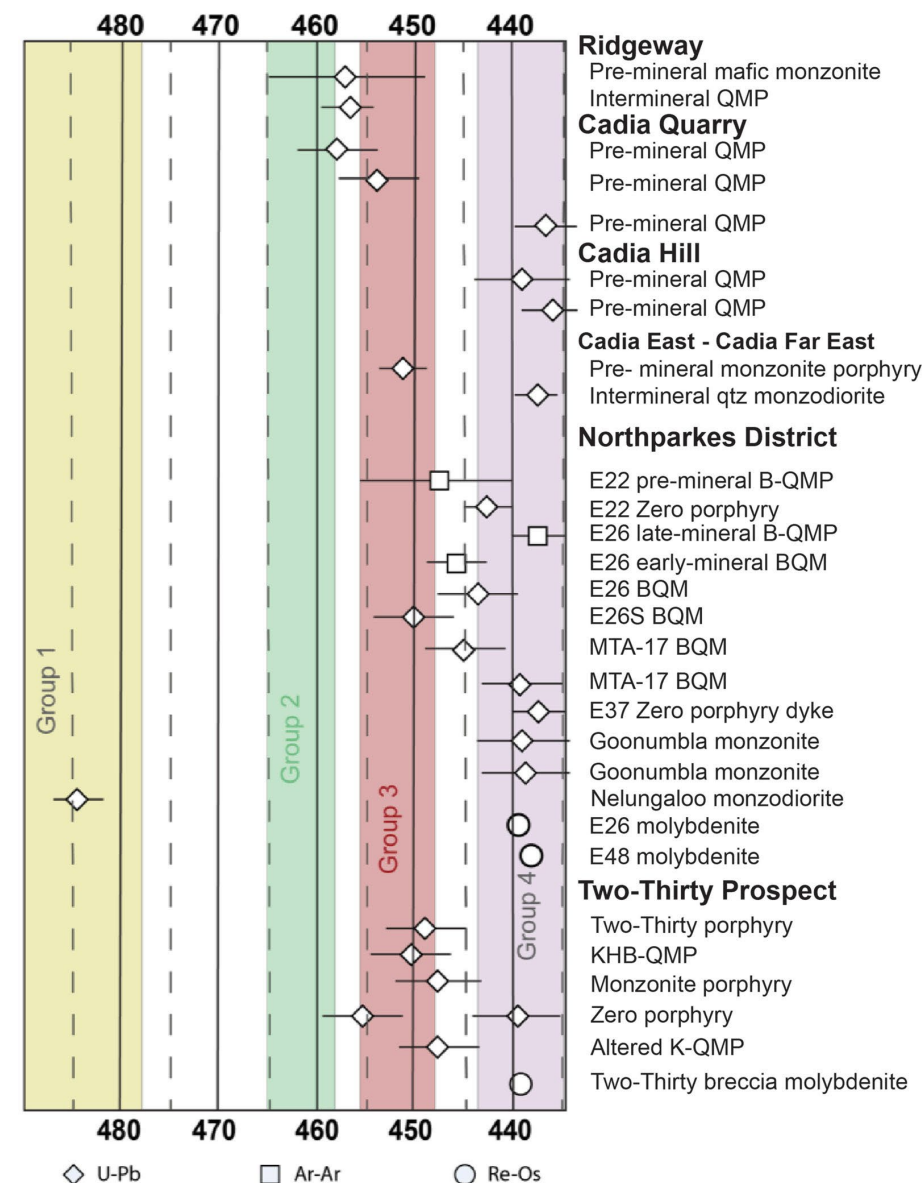 480 470 460 450 440
Ridgeway
Pre-mineral mafic monzonite
Intermineral QMP
Cadia Quarry
Pre-mineral QMP
Pre-mineral QMP
Pre-mineral QMP
Cadia Hill
Pre-mineral QMP
Pre-mineral QMP
Cadia East - Cadia Far East
Pre- mineral monzonite porphyry
Intermineral qtz monzodiorite
Northparkes District
E22 pre-mineral B-QMP
E22 Zero porphyry
E26 late-mineral B-QMP
E26 early-mineral BQM
E26 BQM
E26S BQM
MTA-17 BQM
MTA-17 BQM
E37 Zero porphyry dyke
Goonumbla monzonite
Goonumbla monzonite
Nelungaloo monzodiorite
E26 molybdenite
E48 molybdenite
Two-Thirty Prospect
Two-Thirty porphyry
KHB-QMP
Monzonite porphyry
Zero porphyry
Altered K-QMP
Two-Thirty breccia molybdenite
Group 1
Group 2
Group 3
Group 4
480 470 460 450 440
U-Pb Ar-Ar Re-Os